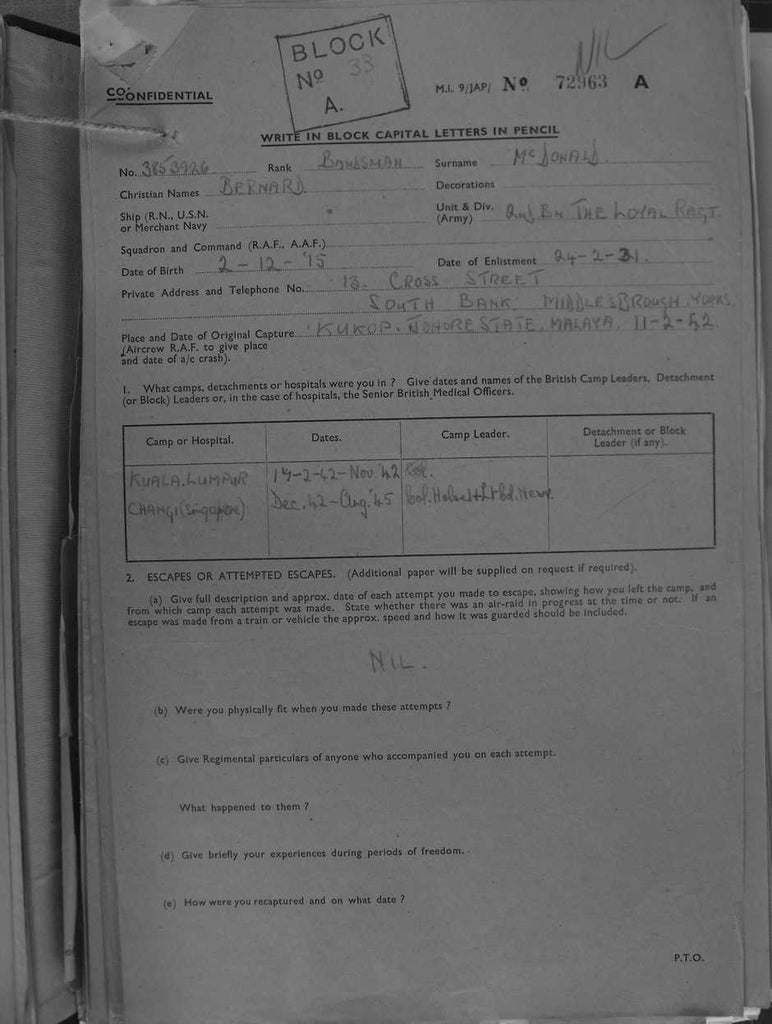 BLOCK
Nº 33
A.
NIL
CONFIDENTIAL
M.I. 9/JAP/ Nº 72963 A
WRITE IN BLOCK CAPITAL LETTERS IN PENCIL
No. 3853926 Rank BANDSMAN Surname McDONALD
Christian Names BERNARD Decorations
Ship (R.N., U.S.N. or Merchant Navy
Unit & Div. (Army) 2nd Bn THE LOYAL REGT.
Squadron and Command (R.A.F., A.A.F.)
Date of Birth 2-12-'15 Date of Enlistment 24-2-31.
Private Address and Telephone No. 13. CROSS STREET
SOUTH BANK MIDDLESBROUGH. YORKS.
Place and Date of Original Capture KUKOP. JOHORE STATE. MALAYA. 11-2-42.
(Aircrew R.A.F. to give place
and date of a/c crash).
1. What camps, detachments or hospitals were you in ? Give dates and names of the British Camp Leaders, Detachment
(or Block) Leaders or, in the case of hospitals, the Senior British Medical Officers.
Camp or Hospital. Dates. Camp Leader. Detachment or Block Leader (if any).
KUALA. LUMPUR 14-2-42-Nov. 42
CHANGI (Singapore) Dec. 42-Aug. 45 Col. Holmes + Lt Col.
2. ESCAPES OR ATTEMPTED ESCAPES. (Additional paper will be supplied on request if required).
(a) Give full description and approx. date of each attempt you made to escape, showing how you left the camp, and
from which camp each attempt was made. State whether there was an air-raid in progress at the time or not. If an
escape was made from a train or vehicle the approx. speed and how it was guarded should be included.
NIL.
(b) Were you physically fit when you made these attempts ?
(c) Give Regimental particulars of anyone who accompanied you on each attempt.
What happened to them ?
(d) Give briefly your experiences during periods of freedom.
(e) How were you recaptured and on what date ?
P.T.O.